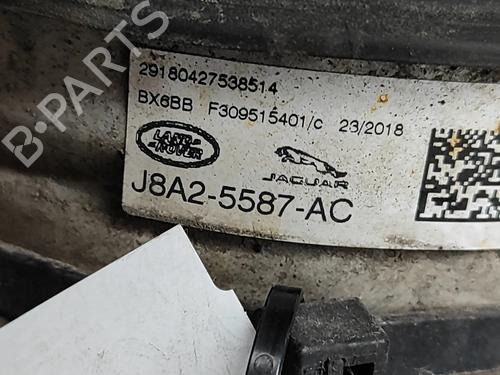 29180427538514
BX6BB F309515401/c 23/2018
LAND-
-ROVER
JAGUAR
J8A2-5587-AC
B-PARTS